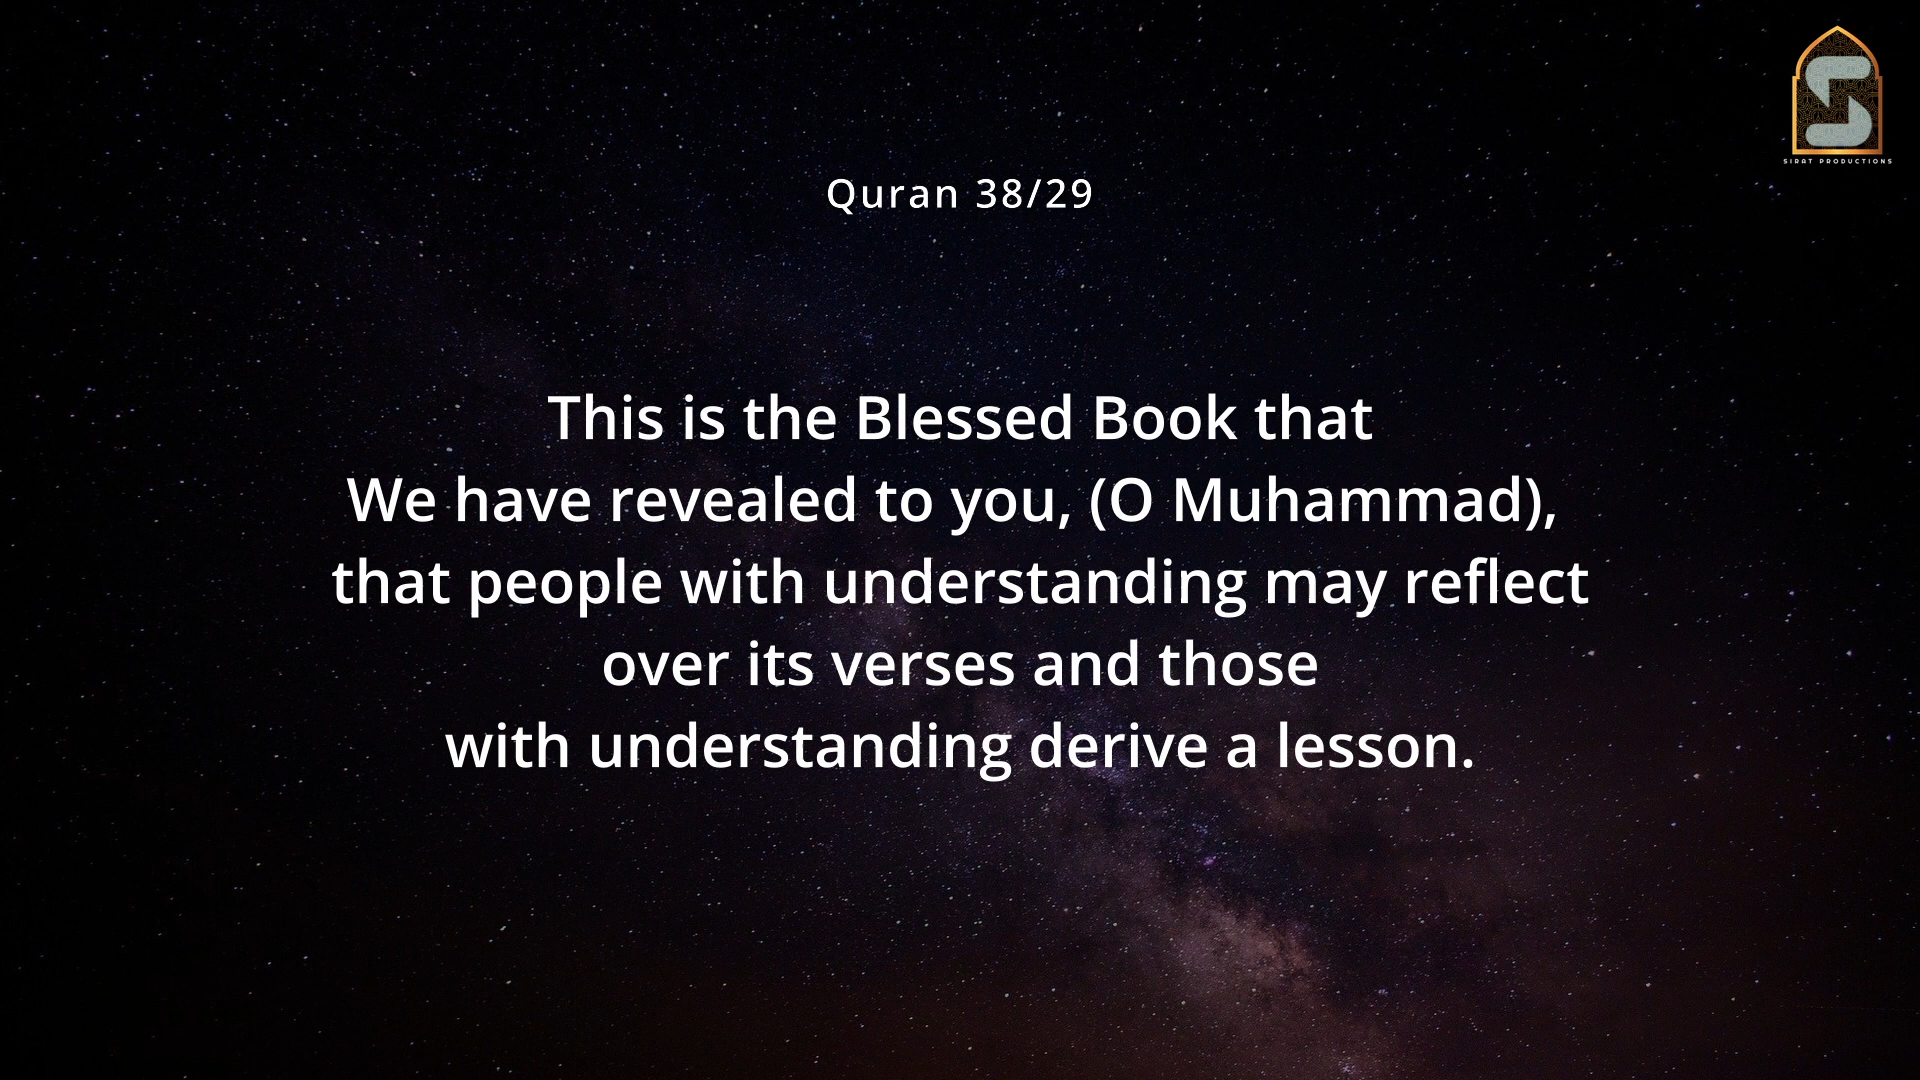 SIRAT PRODUCTIONS
Quran 38/29
This is the Blessed Book that
We have revealed to you, (O Muhammad),
that people with understanding may reflect
over its verses and those
with understanding derive a lesson.